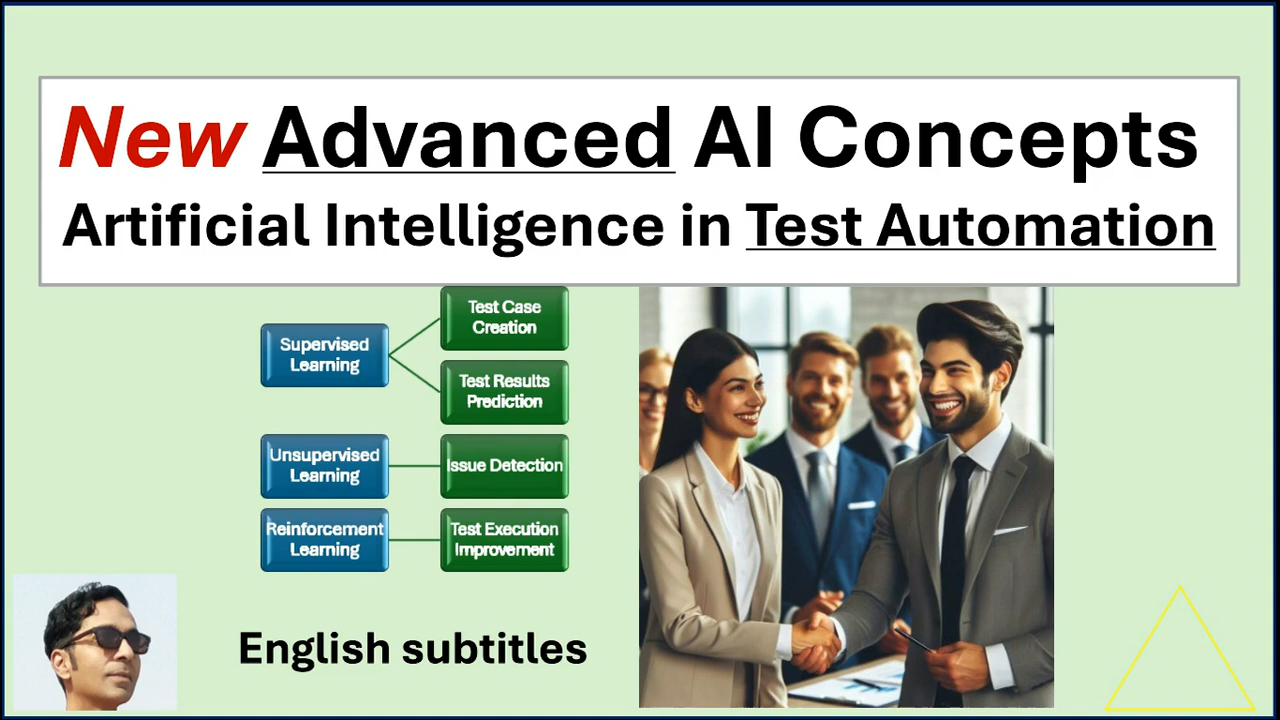 New Advanced AI Concepts
Artificial Intelligence in Test Automation
Supervised
Learning
Test Case
Creation
Test Results
Prediction
Unsupervised
Learning
Issue Detection
Reinforcement
Learning
Test Execution
Improvement
English subtitles